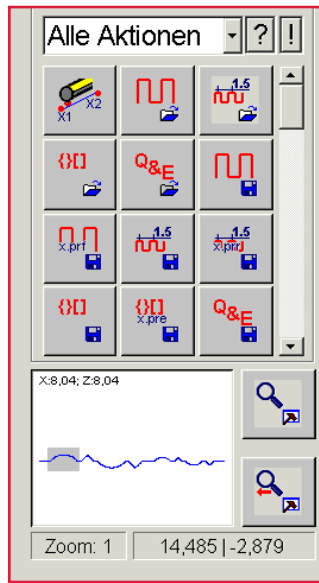 Alle Aktionen ? !
X1 X2 1.5
{}[] Q&E
x.prf 1.5 1.5
{}[] {}[] Q&E
x.pre
X:8,04; Z:8,04
Zoom: 1 14,485 | -2,879